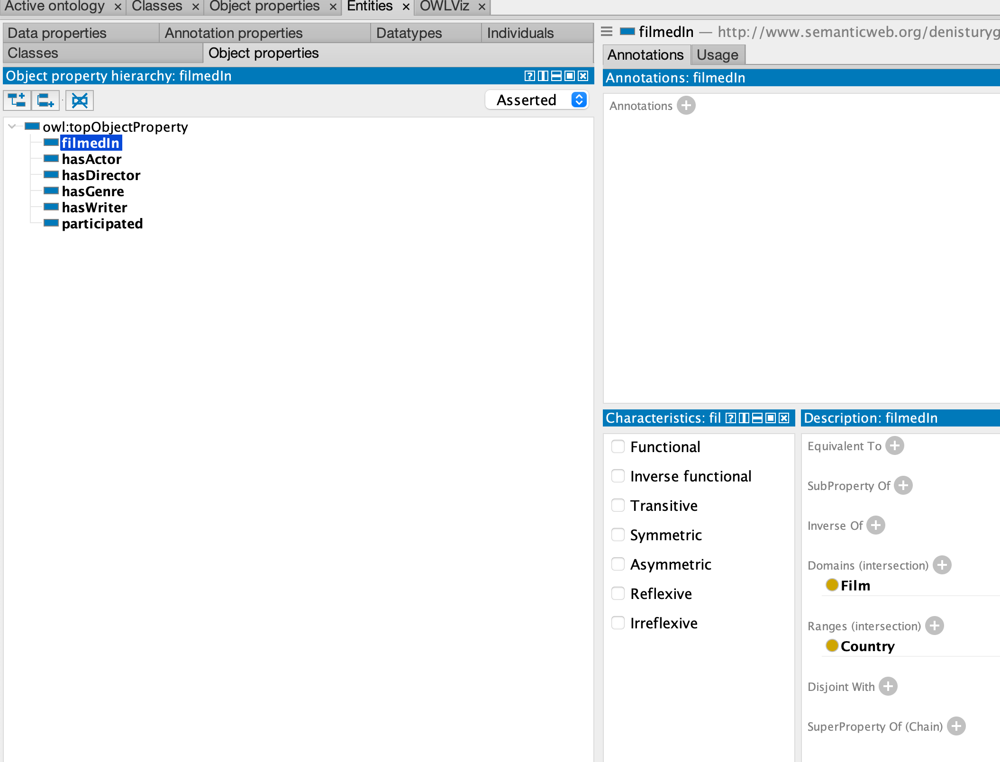 Active ontology × Classes × Object properties × Entities × OWLViz ×
Data properties Annotation properties Datatypes Individuals
Classes Object properties
Object property hierarchy: filmedIn
Asserted
owl:topObjectProperty
filmedIn
hasActor
hasDirector
hasGenre
hasWriter
participated
filmedIn — http://www.semanticweb.org/denisturyg
Annotations Usage
Annotations: filmedIn
Annotations
Characteristics: fil
Functional
Inverse functional
Transitive
Symmetric
Asymmetric
Reflexive
Irreflexive
Description: filmedIn
Equivalent To
SubProperty Of
Inverse Of
Domains (intersection)
Film
Ranges (intersection)
Country
Disjoint With
SuperProperty Of (Chain)